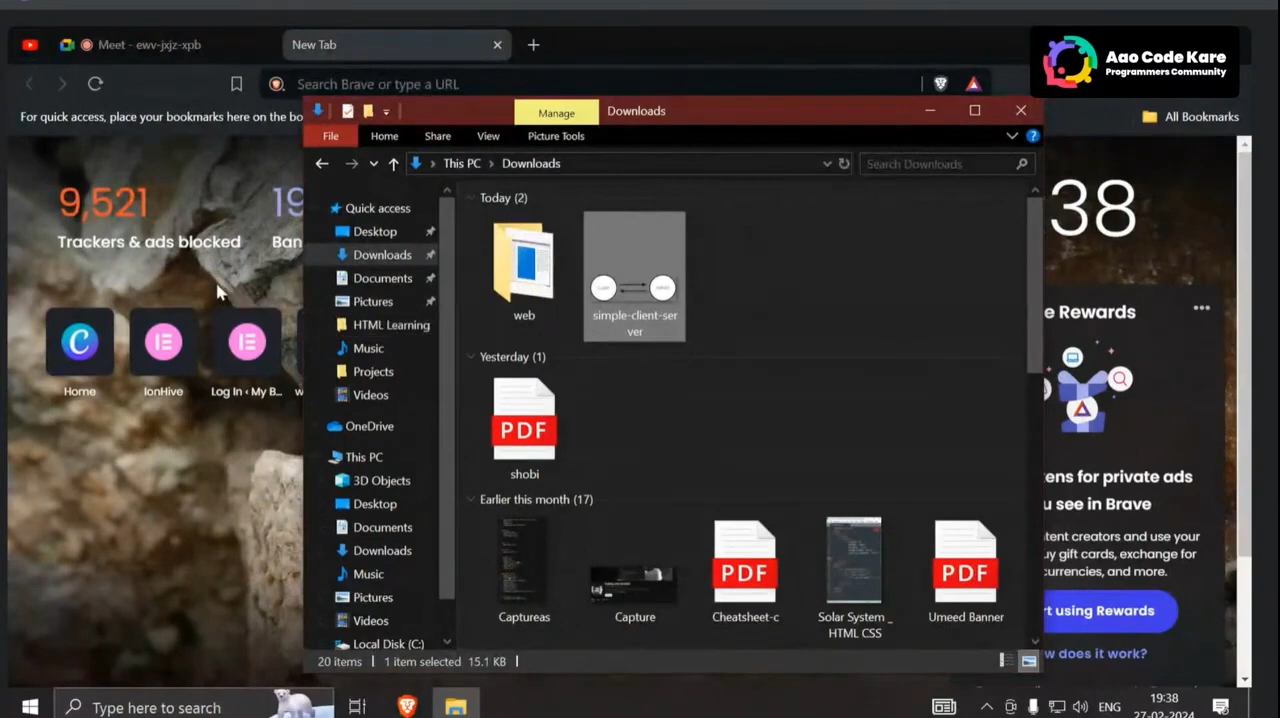 Meet - ewv-jxjz-xpb
New Tab
Aao Code Kare
Programmers Community
Search Brave or type a URL
For quick access, place your bookmarks here on the bo
All Bookmarks
Manage
Downloads
File
Home
Share
View
Picture Tools
This PC
Downloads
Search Downloads
9,521
Trackers & ads blocked
19
Ban
Home
IonHive
Log In ‹ My B...
w
Quick access
Desktop
Downloads
Documents
Pictures
HTML Learning
Music
Projects
Videos
OneDrive
This PC
3D Objects
Desktop
Documents
Downloads
Music
Pictures
Videos
Local Disk (C:)
Today (2)
web
simple-client-ser
ver
Yesterday (1)
PDF
shobi
Earlier this month (17)
Captureas
Capture
PDF
Cheatsheet-c
Solar System _
HTML CSS
PDF
Umeed Banner
20 items
1 item selected 15.1 KB
38
e Rewards
ens for private ads
u see in Brave
tent creators and use your
uy gift cards, exchange for
currencies, and more.
rt using Rewards
w does it work?
Type here to search
ENG
19:38
27-02-2024